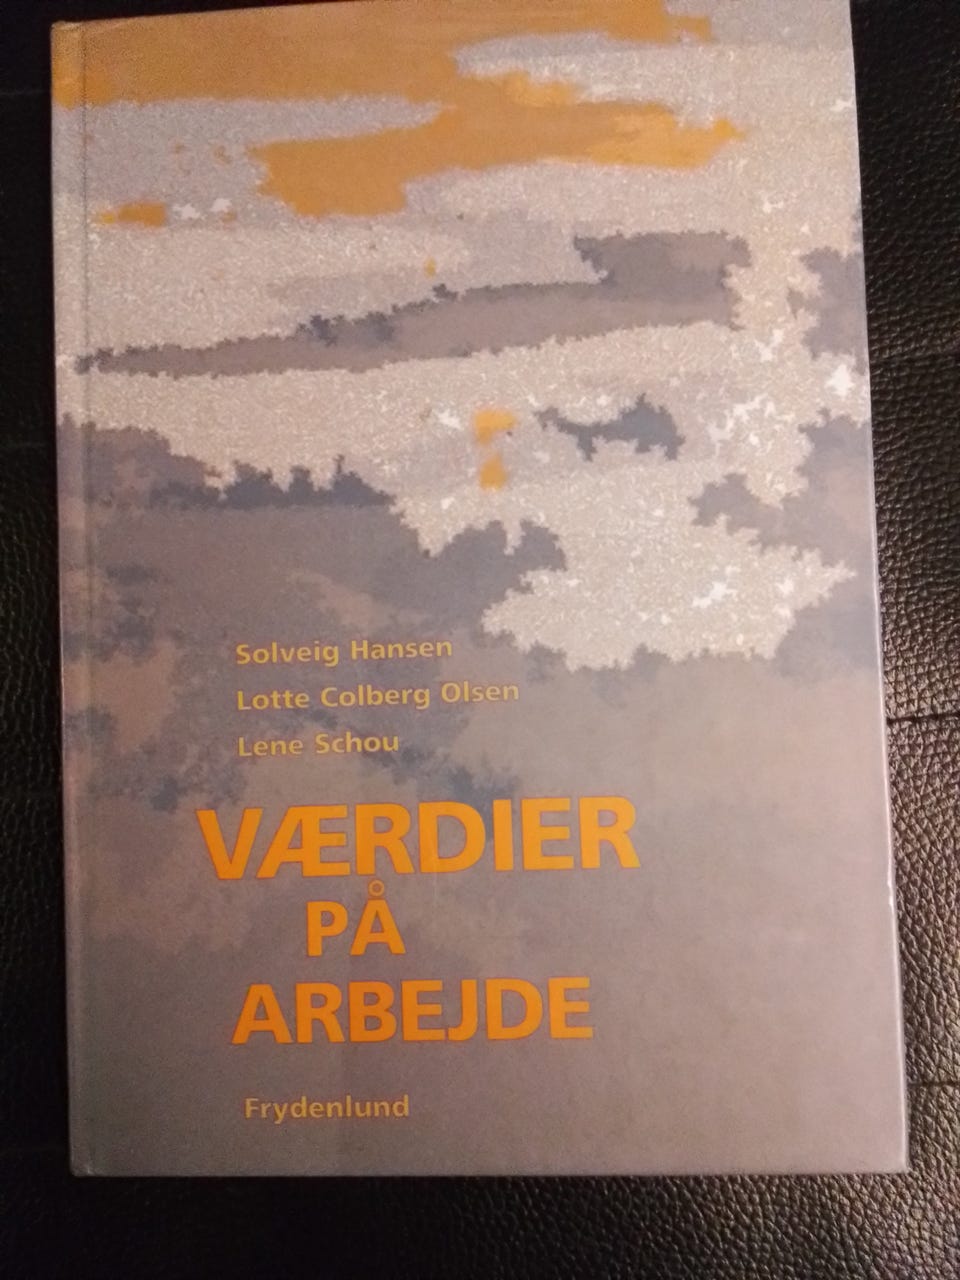 Solveig Hansen
Lotte Colberg Olsen
Lene Schou
VÆRDIER
PÅ
ARBEJDE
Frydenlund